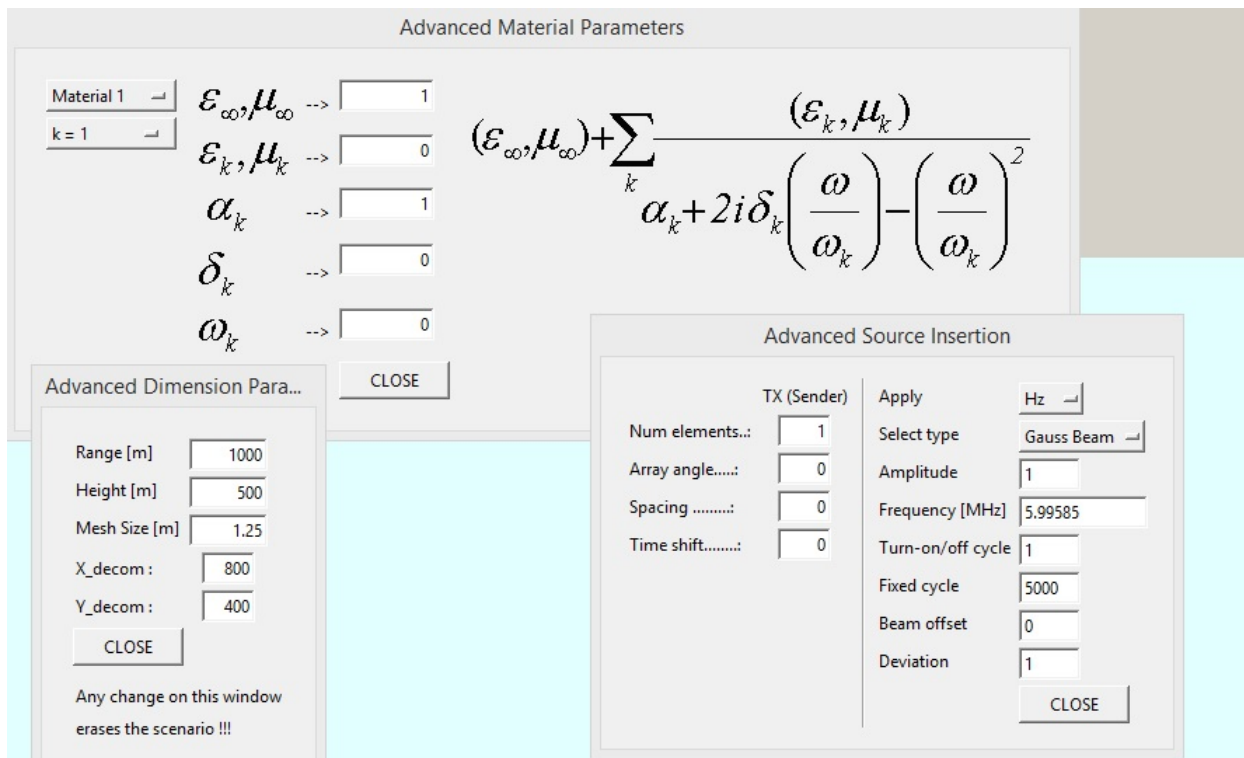 Advanced Material Parameters
Material 1
k = 1
ε∞,μ∞ --> 1
εk,μk --> 0
αk --> 1
δk --> 0
ωk --> 0
CLOSE
(ε∞,μ∞)+∑k (εk,μk) / αk+2iδk(ω/ωk)−(ω/ωk)²
Advanced Dimension Para...
Range [m] 1000
Height [m] 500
Mesh Size [m] 1.25
X_decom : 800
Y_decom : 400
CLOSE
Any change on this window
erases the scenario !!!
Advanced Source Insertion
TX (Sender)
Num elements..: 1
Array angle.....: 0
Spacing .........: 0
Time shift........: 0
Apply Hz
Select type Gauss Beam
Amplitude 1
Frequency [MHz] 5.99585
Turn-on/off cycle 1
Fixed cycle 5000
Beam offset 0
Deviation 1
CLOSE